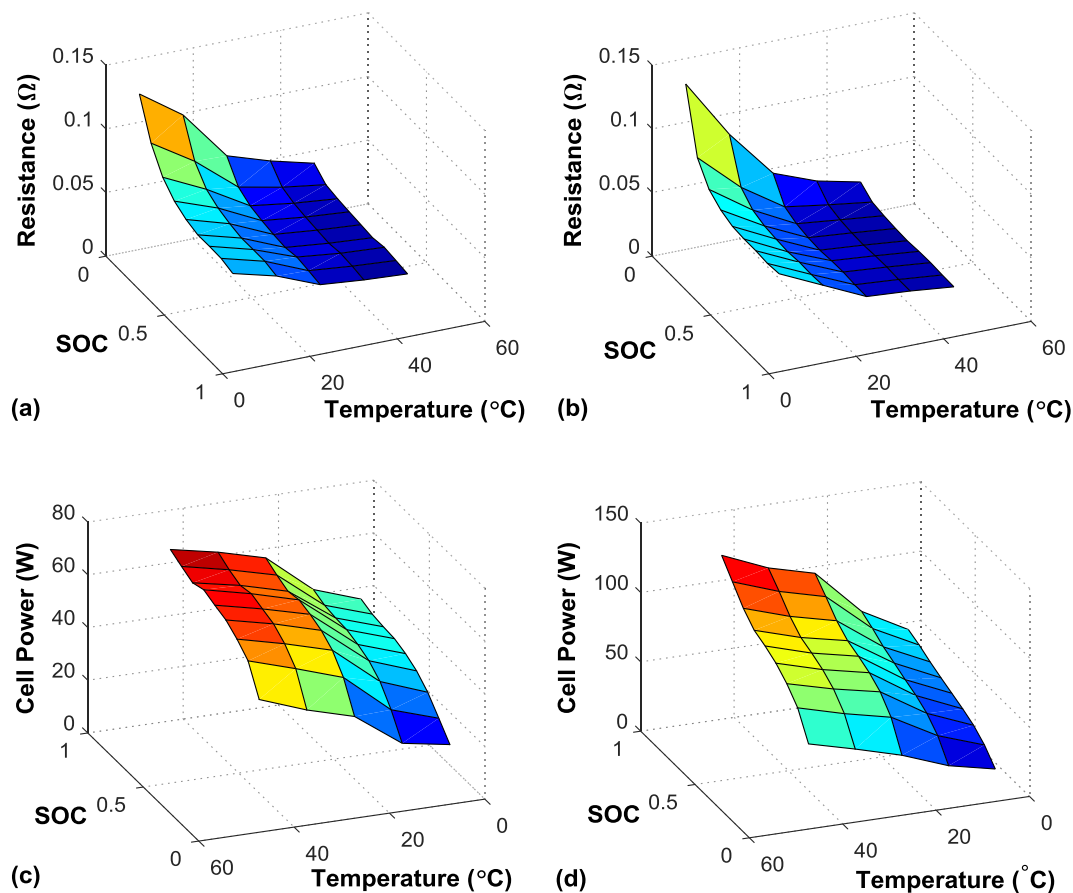 0.15
0.1
0.05
0
Resistance (Ω)
0
0.5
1
SOC
0
20
40
60
Temperature (°C)
(a)
0.15
0.1
0.05
0
Resistance (Ω)
0
0.5
1
SOC
0
20
40
60
Temperature (°C)
(b)
80
60
40
20
0
Cell Power (W)
1
0.5
0
SOC
60
40
20
0
Temperature (°C)
(c)
150
100
50
0
Cell Power (W)
1
0.5
0
SOC
60
40
20
0
Temperature (°C)
(d)